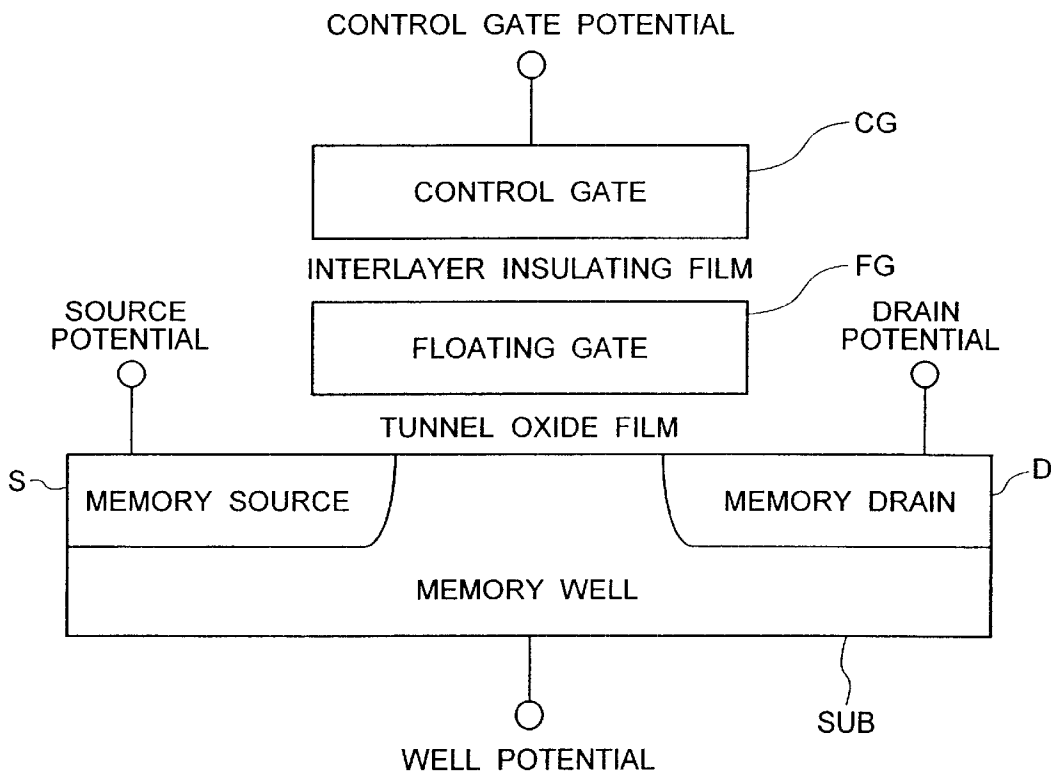 CONTROL GATE POTENTIAL
CG
CONTROL GATE
INTERLAYER INSULATING FILM
FG
SOURCE
POTENTIAL
FLOATING GATE
DRAIN
POTENTIAL
TUNNEL OXIDE FILM
S
MEMORY SOURCE
MEMORY DRAIN
D
MEMORY WELL
SUB
WELL POTENTIAL